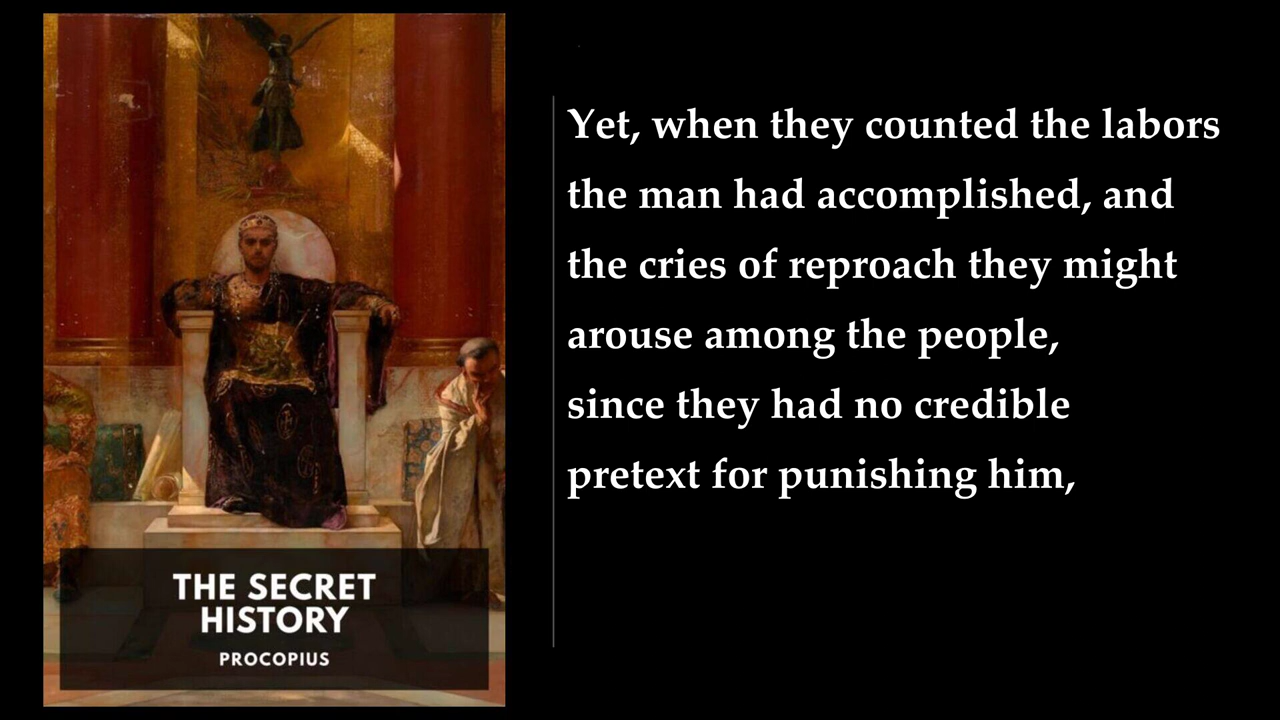 THE SECRET
HISTORY
PROCOPIUS
Yet, when they counted the labors
the man had accomplished, and
the cries of reproach they might
arouse among the people,
since they had no credible
pretext for punishing him,